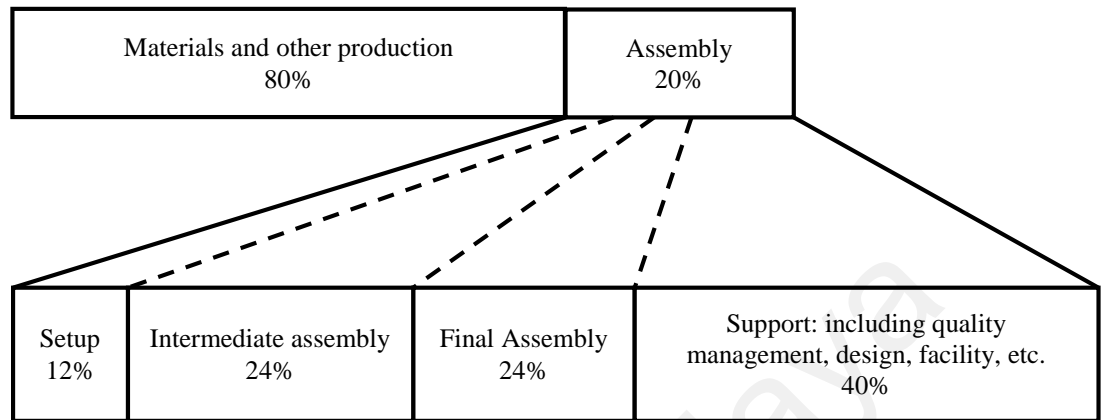 Materials and other production
80%
Assembly
20%
Setup
12%
Intermediate assembly
24%
Final Assembly
24%
Support: including quality
management, design, facility, etc.
40%